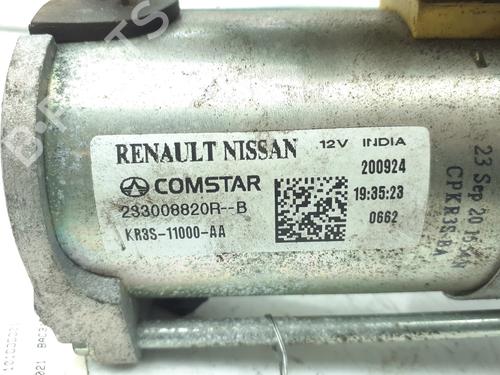 RENAULT NISSAN 12V INDIA
COMSTAR 200924
233008820R--B 19:35:23
KR3S-11000-AA 0662
23 Sep 20
CPKR3S-BA
B-PARTS